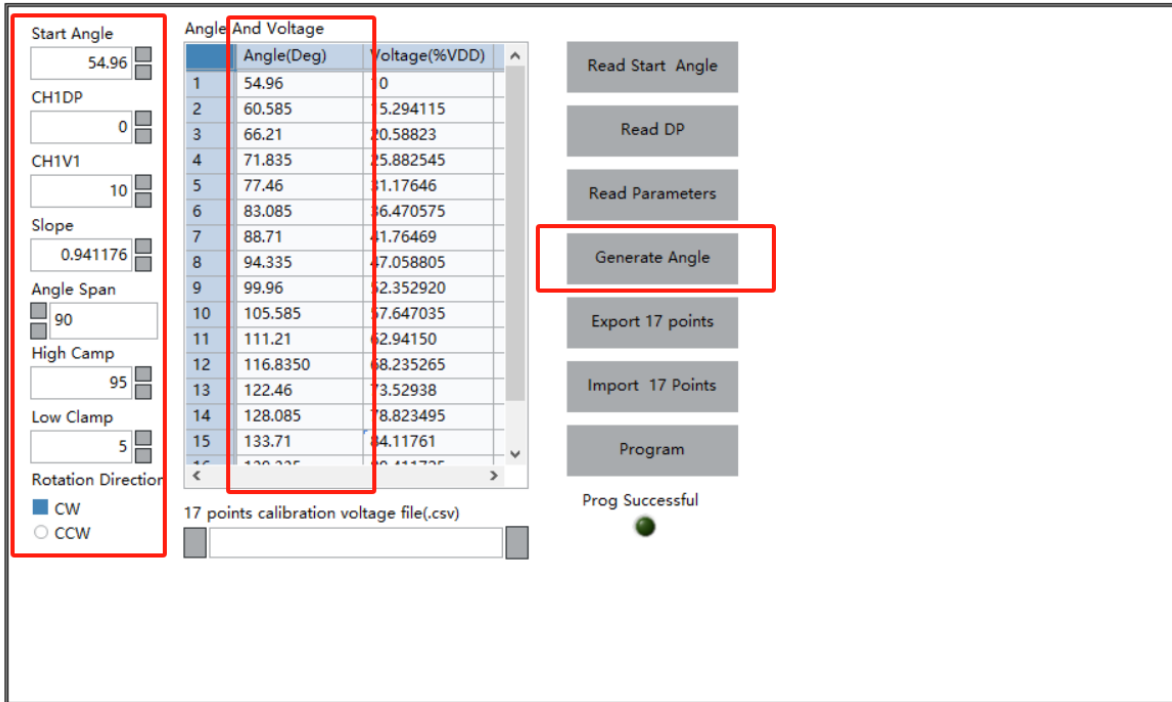 Start Angle
54.96
CH1DP
0
CH1V1
10
Slope
0.941176
Angle Span
90
High Camp
95
Low Clamp
5
Rotation Direction
CW
CCW
Angle And Voltage
Angle(Deg) Voltage(%VDD)
1 54.96 10
2 60.585 15.294115
3 66.21 20.58823
4 71.835 25.882545
5 77.46 31.17646
6 83.085 36.470575
7 88.71 41.76469
8 94.335 47.058805
9 99.96 52.352920
10 105.585 57.647035
11 111.21 62.94150
12 116.8350 68.235265
13 122.46 73.52938
14 128.085 78.823495
15 133.71 84.11761
17 points calibration voltage file(.csv)
Read Start Angle
Read DP
Read Parameters
Generate Angle
Export 17 points
Import 17 Points
Program
Prog Successful